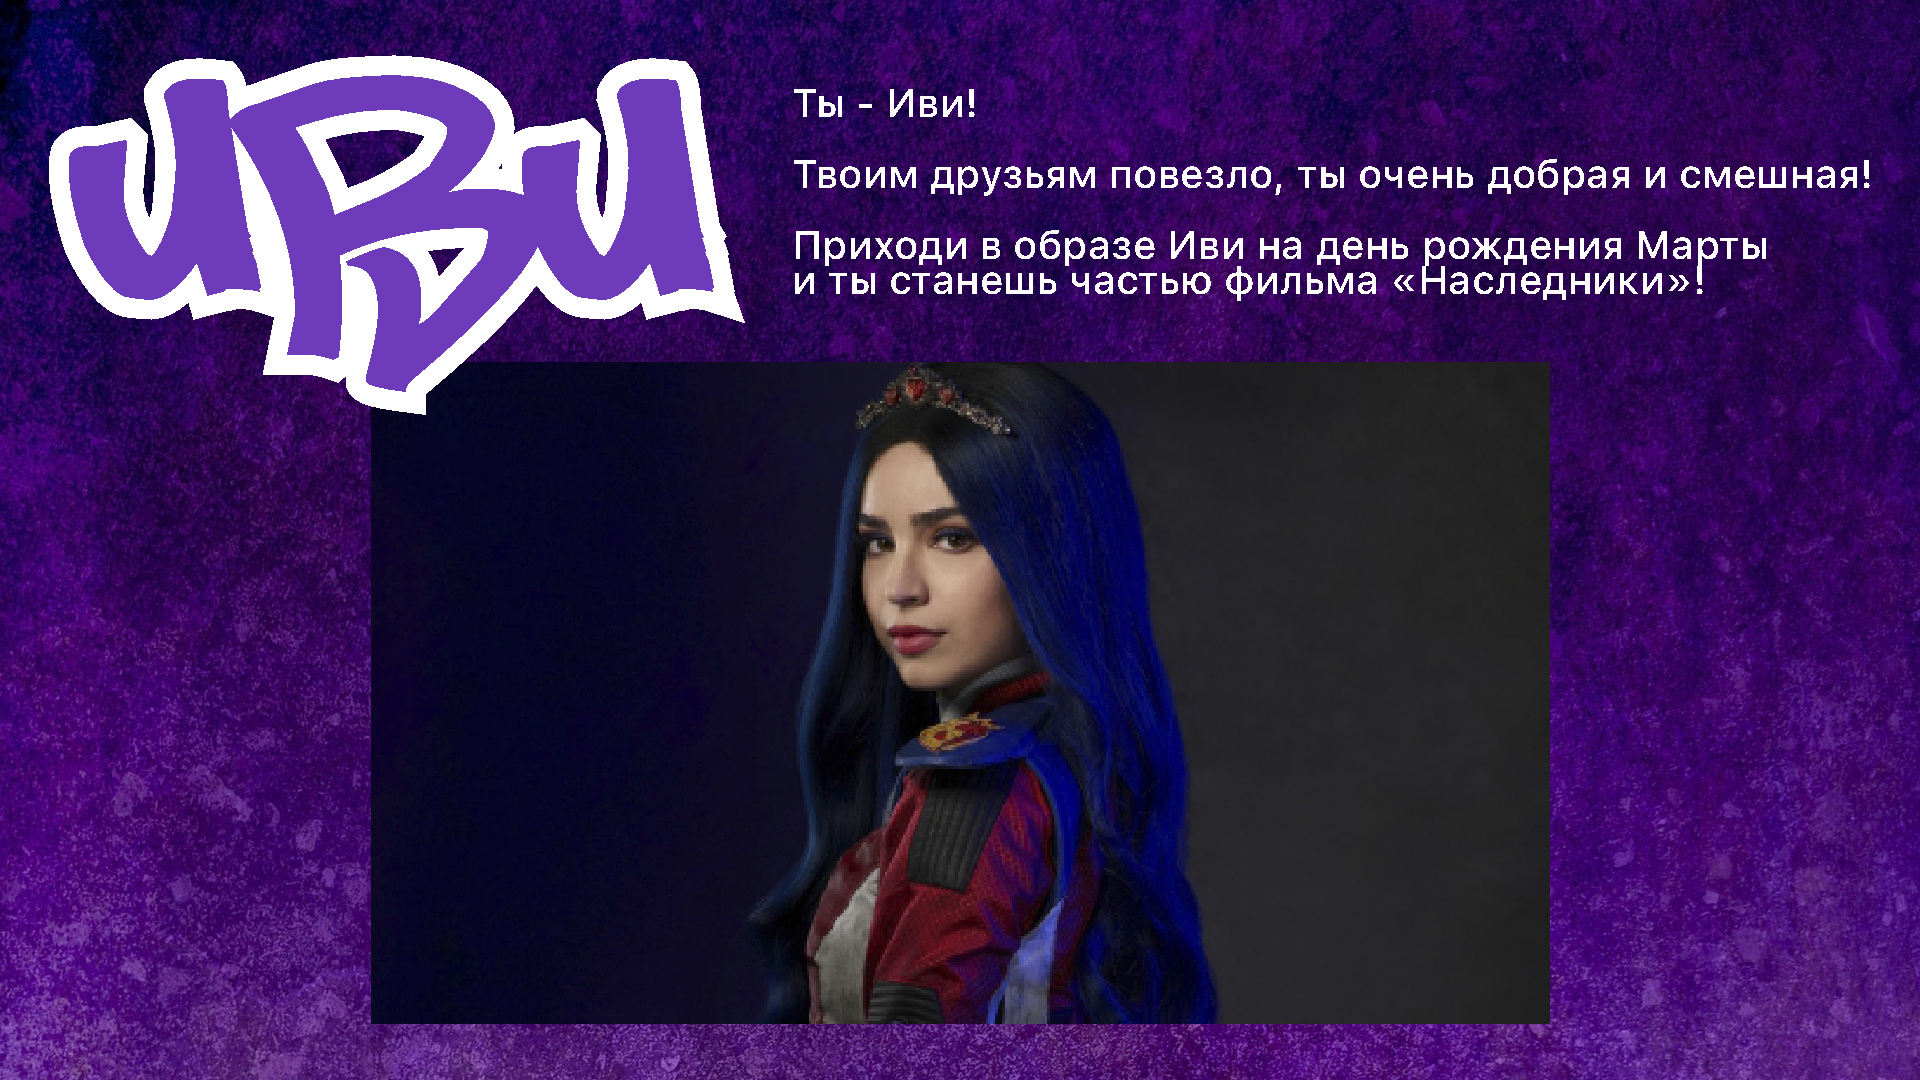 иви
Ты - Иви!
Твоим друзьям повезло, ты очень добрая и смешная!
Приходи в образе Иви на день рождения Марты
и ты станешь частью фильма «Наследники»!